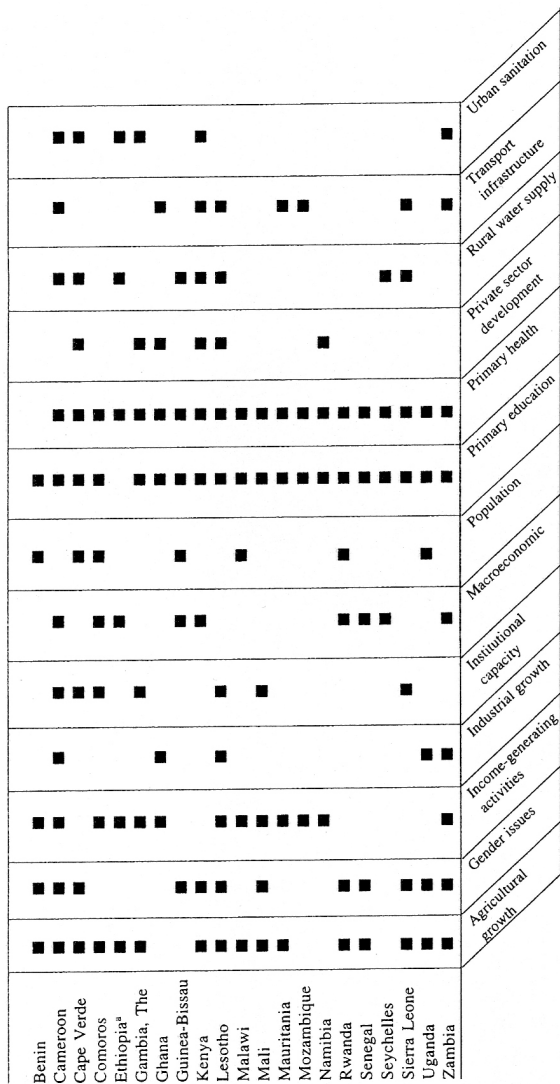 Urban sanitation
Transport
infrastructure
Rural water supply
Private sector
development
Primary health
Primary education
Population
Macroeconomic
Institutional
capacity
Industrial growth
Income-generating
activities
Gender issues
Agricultural
growth
Benin
Cameroon
Cape Verde
Comoros
Ethiopiaᵃ
Gambia, The
Ghana
Guinea-Bissau
Kenya
Lesotho
Malawi
Mali
Mauritania
Mozambique
Namibia
Rwanda
Senegal
Seychelles
Sierra Leone
Uganda
Zambia